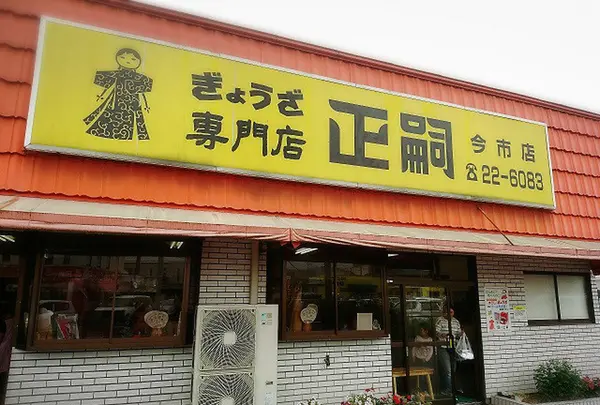 ぎょうざ
専門店
正嗣
今市店
☎22-6083